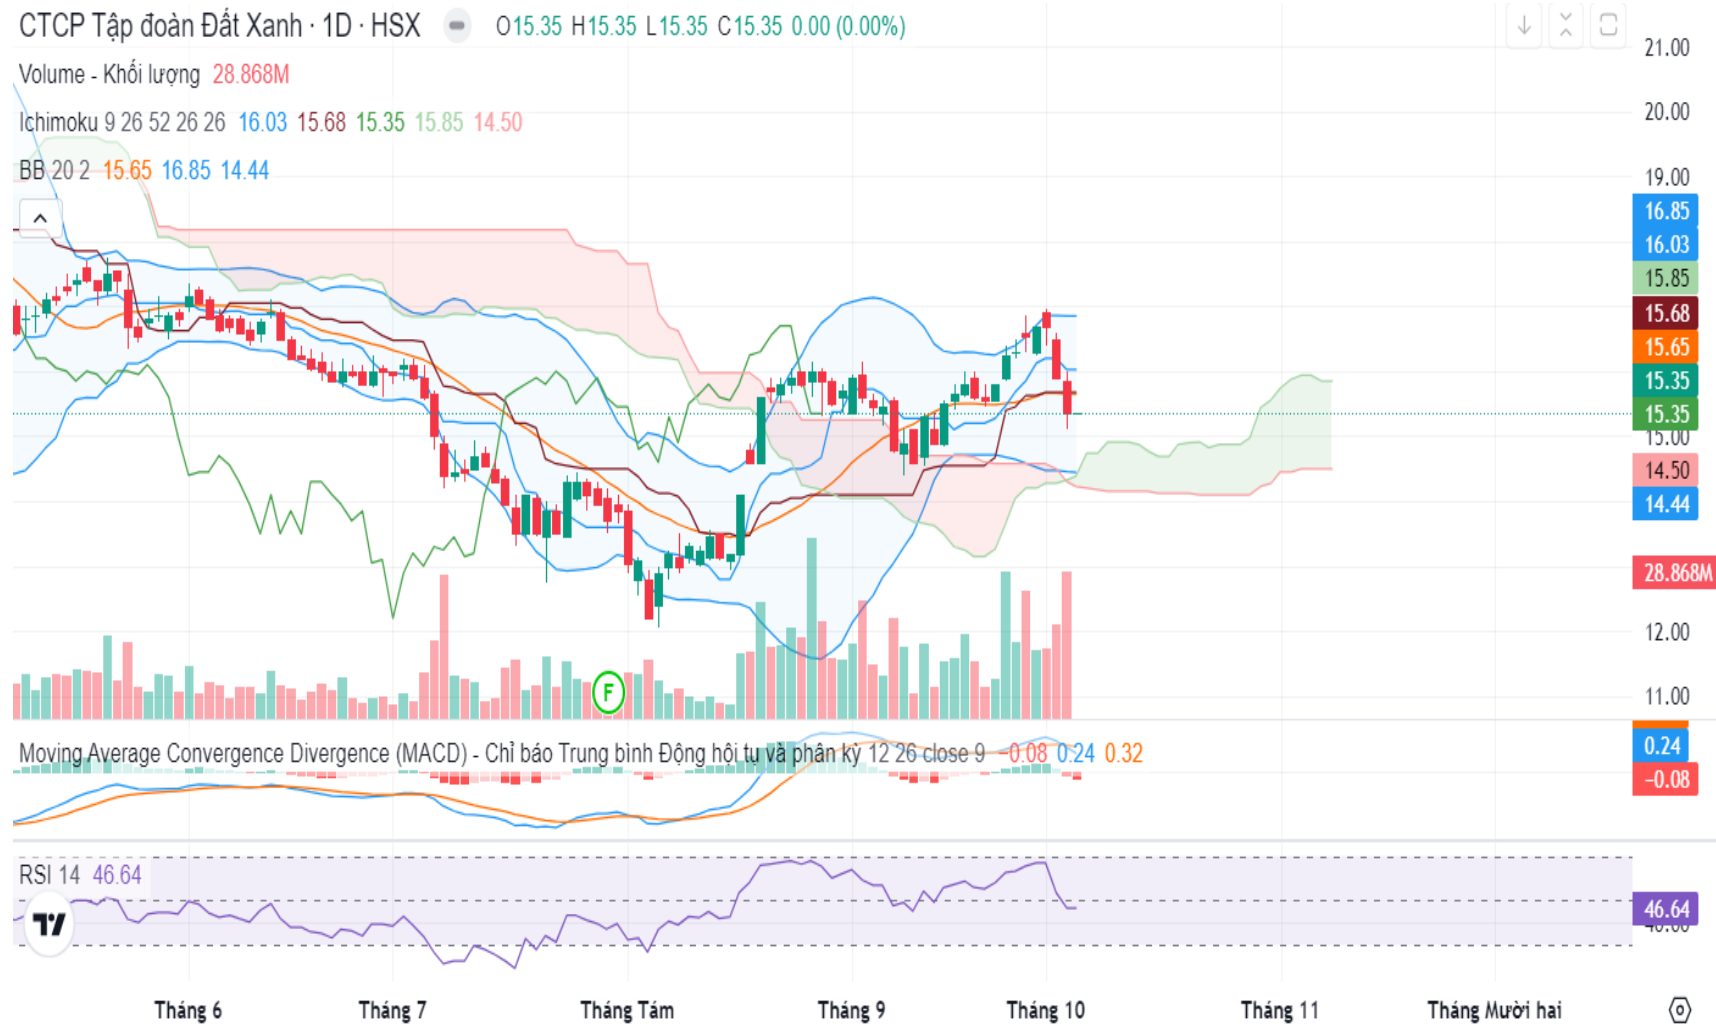 CTCP Tập đoàn Đất Xanh · 1D · HSX O15.35 H15.35 L15.35 C15.35 0.00 (0.00%)
Volume - Khối lượng 28.868M
Ichimoku 9 26 52 26 26 16.03 15.68 15.35 15.85 14.50
BB 20 2 15.65 16.85 14.44
21.00
20.00
19.00
16.85
16.03
15.85
15.68
15.65
15.35
15.35
15.00
14.50
14.44
28.868M
12.00
11.00
F
Moving Average Convergence Divergence (MACD) - Chỉ báo Trung bình Động hội tụ và phân kỳ 12 26 close 9 −0.08 0.24 0.32
0.24
−0.08
RSI 14 46.64
46.64
40.00
Tháng 6 Tháng 7 Tháng Tám Tháng 9 Tháng 10 Tháng 11 Tháng Mười hai